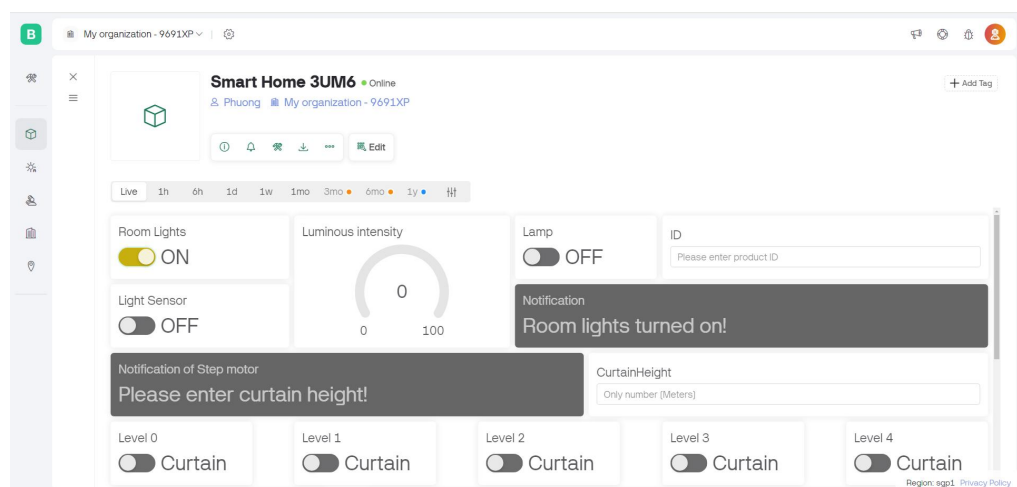 B
My organization - 9691XP
Smart Home 3UM6 Online
Phuong My organization - 9691XP
Add Tag
Edit
Live 1h 6h 1d 1w 1mo 3mo 6mo 1y
Room Lights
ON
Luminous intensity
0
0 100
Lamp
OFF
ID
Please enter product ID
Light Sensor
OFF
Notification
Room lights turned on!
Notification of Step motor
Please enter curtain height!
CurtainHeight
Only number (Meters)
Level 0
Curtain
Level 1
Curtain
Level 2
Curtain
Level 3
Curtain
Level 4
Curtain
Region: sgp1 Privacy Policy